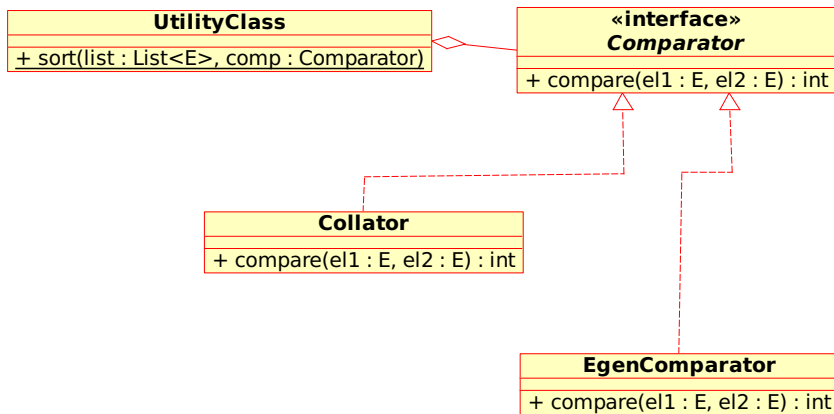 UtilityClass
+ sort(list : List<E>, comp : Comparator)
«interface»
Comparator
+ compare(el1 : E, el2 : E) : int
Collator
+ compare(el1 : E, el2 : E) : int
EgenComparator
+ compare(el1 : E, el2 : E) : int